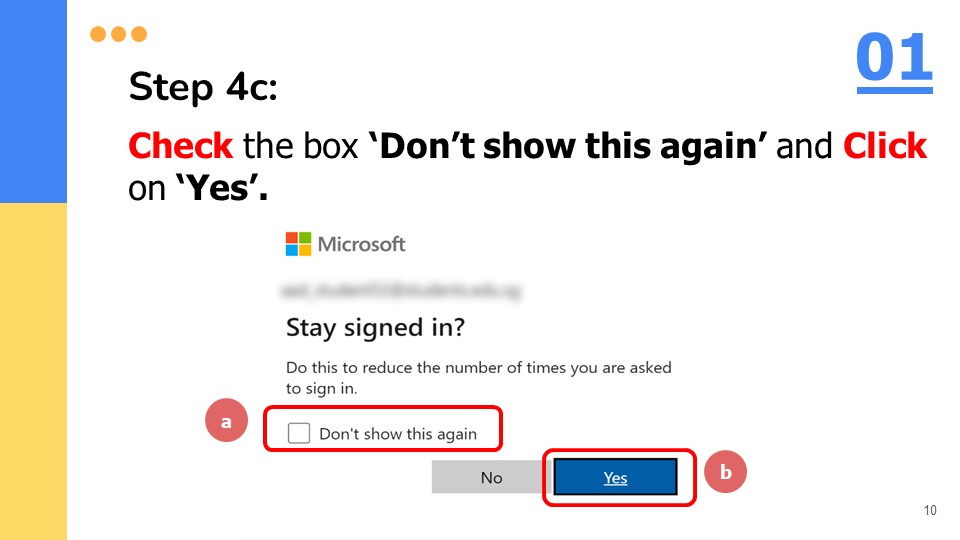 01
Step 4c:
Check the box ‘Don’t show this again’ and Click
on ‘Yes’.
Microsoft
Stay signed in?
Do this to reduce the number of times you are asked
to sign in.
a
Don't show this again
No
Yes
b
10